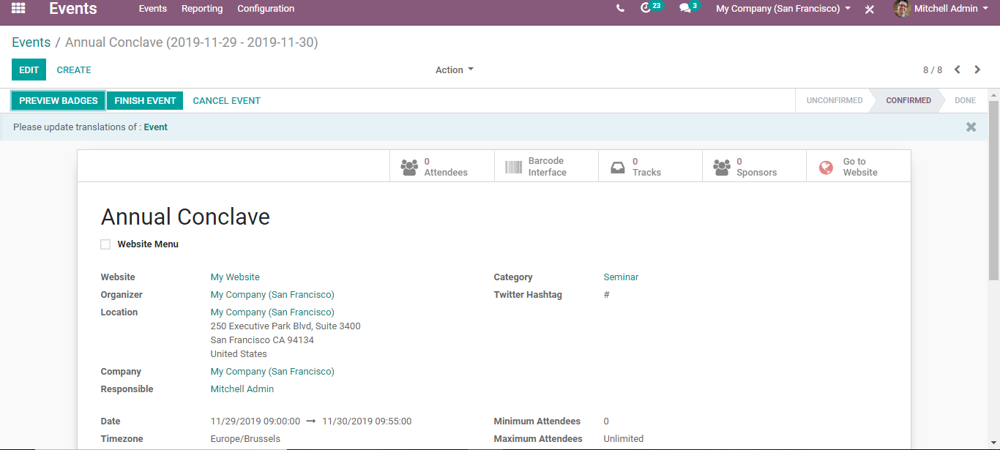 Events Events Reporting Configuration 23 3 My Company (San Francisco) Mitchell Admin
Events / Annual Conclave (2019-11-29 - 2019-11-30)
EDIT CREATE Action 8 / 8
PREVIEW BADGES FINISH EVENT CANCEL EVENT UNCONFIRMED CONFIRMED DONE
Please update translations of : Event
0 Attendees
Barcode Interface
0 Tracks
0 Sponsors
Go to Website
Annual Conclave
Website Menu
Website My Website
Category Seminar
Organizer My Company (San Francisco)
Twitter Hashtag #
Location My Company (San Francisco)
250 Executive Park Blvd, Suite 3400
San Francisco CA 94134
United States
Company My Company (San Francisco)
Responsible Mitchell Admin
Date 11/29/2019 09:00:00 → 11/30/2019 09:55:00
Minimum Attendees 0
Timezone Europe/Brussels
Maximum Attendees Unlimited